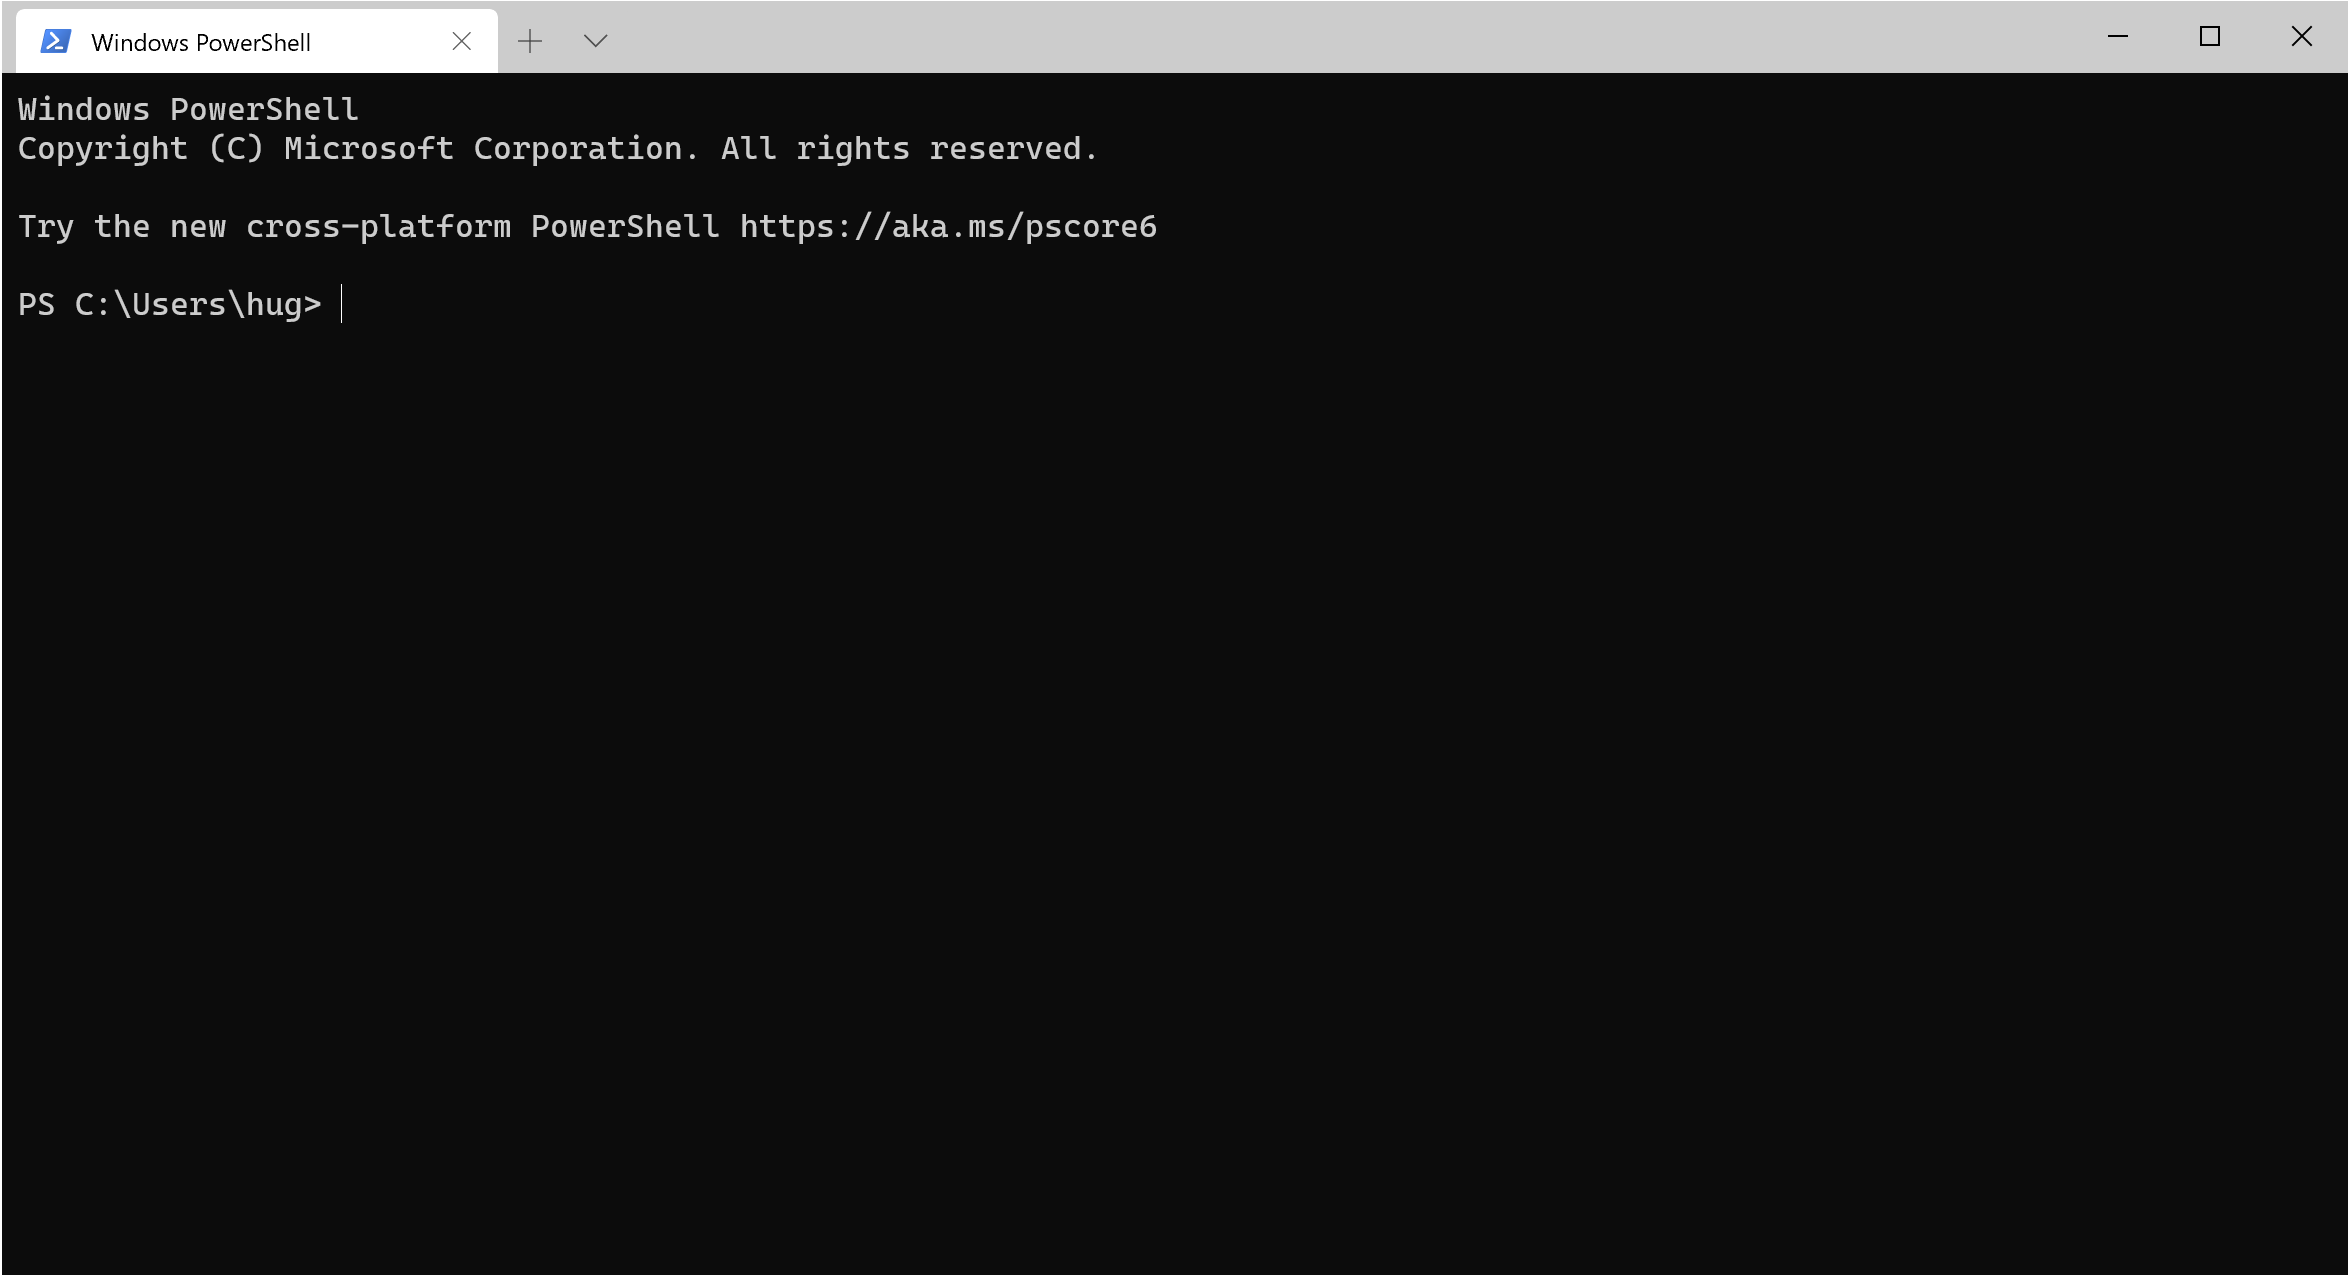 Windows PowerShell
Windows PowerShell
Copyright (C) Microsoft Corporation. All rights reserved.
Try the new cross-platform PowerShell https://aka.ms/pscore6
PS C:\Users\hug>